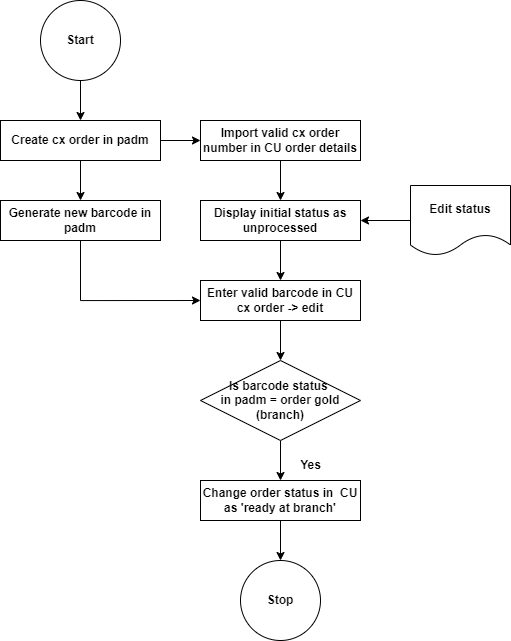 Start
Create cx order in padm
Import valid cx order
number in CU order details
Generate new barcode in
padm
Display initial status as
unprocessed
Edit status
Enter valid barcode in CU
cx order -> edit
Is barcode status
in padm = order gold
(branch)
Yes
Change order status in  CU
as 'ready at branch'
Stop